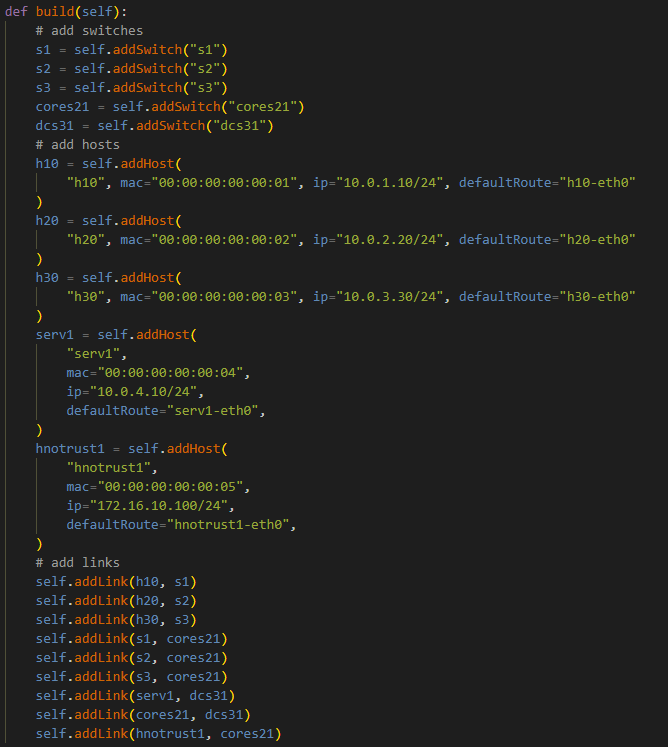 def build(self):
    # add switches
    s1 = self.addSwitch("s1")
    s2 = self.addSwitch("s2")
    s3 = self.addSwitch("s3")
    cores21 = self.addSwitch("cores21")
    dcs31 = self.addSwitch("dcs31")
    # add hosts
    h10 = self.addHost(
        "h10", mac="00:00:00:00:00:01", ip="10.0.1.10/24", defaultRoute="h10-eth0"
    )
    h20 = self.addHost(
        "h20", mac="00:00:00:00:00:02", ip="10.0.2.20/24", defaultRoute="h20-eth0"
    )
    h30 = self.addHost(
        "h30", mac="00:00:00:00:00:03", ip="10.0.3.30/24", defaultRoute="h30-eth0"
    )
    serv1 = self.addHost(
        "serv1",
        mac="00:00:00:00:00:04",
        ip="10.0.4.10/24",
        defaultRoute="serv1-eth0",
    )
    hnotrust1 = self.addHost(
        "hnotrust1",
        mac="00:00:00:00:00:05",
        ip="172.16.10.100/24",
        defaultRoute="hnotrust1-eth0",
    )
    # add links
    self.addLink(h10, s1)
    self.addLink(h20, s2)
    self.addLink(h30, s3)
    self.addLink(s1, cores21)
    self.addLink(s2, cores21)
    self.addLink(s3, cores21)
    self.addLink(serv1, dcs31)
    self.addLink(cores21, dcs31)
    self.addLink(hnotrust1, cores21)